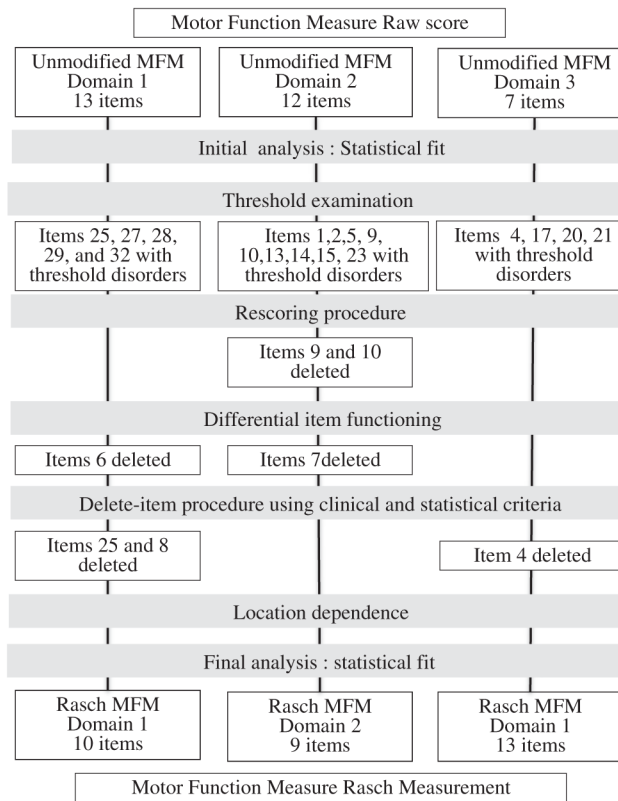 Motor Function Measure Raw score
Unmodified MFM
Domain 1
13 items
Unmodified MFM
Domain 2
12 items
Unmodified MFM
Domain 3
7 items
Initial analysis : Statistical fit
Threshold examination
Items 25, 27, 28,
29, and 32 with
threshold disorders
Items 1,2,5, 9,
10,13,14,15, 23 with
threshold disorders
Items 4, 17, 20, 21
with threshold
disorders
Rescoring procedure
Items 9 and 10
deleted
Differential item functioning
Items 6 deleted
Items 7deleted
Delete-item procedure using clinical and statistical criteria
Items 25 and 8
deleted
Item 4 deleted
Location dependence
Final analysis : statistical fit
Rasch MFM
Domain 1
10 items
Rasch MFM
Domain 2
9 items
Rasch MFM
Domain 1
13 items
Motor Function Measure Rasch Measurement